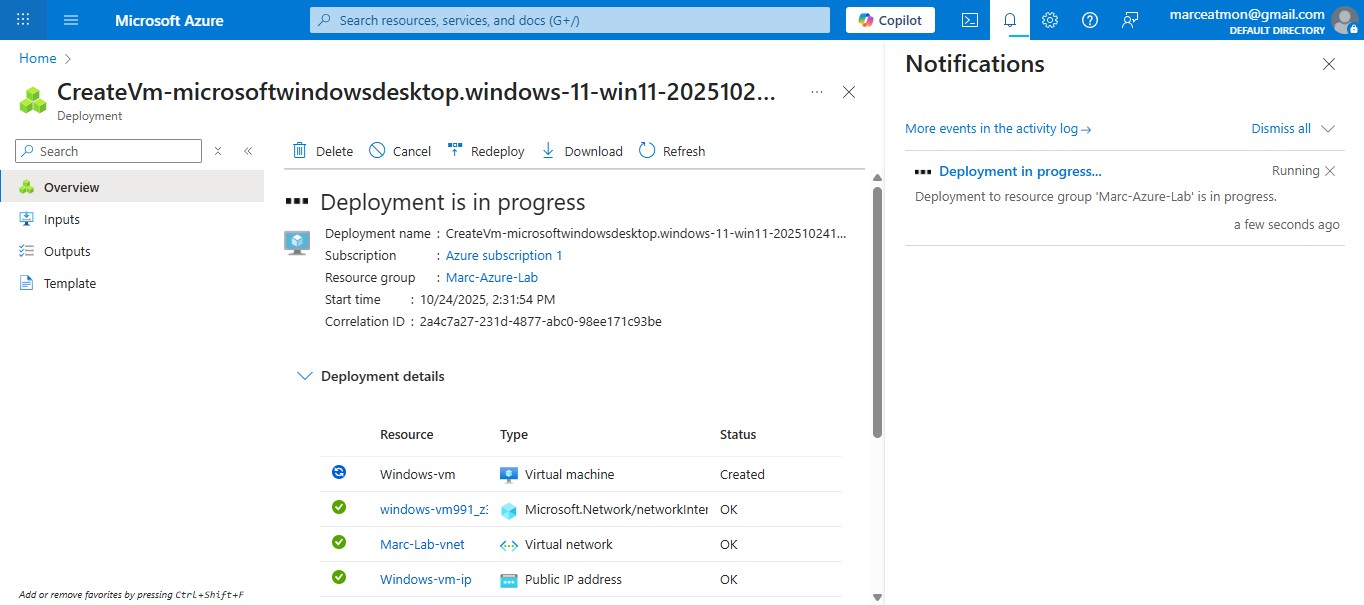 Microsoft Azure
Search resources, services, and docs (G+/)
Copilot
marceatmon@gmail.com
DEFAULT DIRECTORY
Home
CreateVm-microsoftwindowsdesktop.windows-11-win11-2025102...
Deployment
Search
Delete
Cancel
Redeploy
Download
Refresh
Overview
Inputs
Outputs
Template
Deployment is in progress
Deployment name : CreateVm-microsoftwindowsdesktop.windows-11-win11-202510241...
Subscription : Azure subscription 1
Resource group : Marc-Azure-Lab
Start time : 10/24/2025, 2:31:54 PM
Correlation ID : 2a4c7a27-231d-4877-abc0-98ee171c93be
Deployment details
Resource Type Status
Windows-vm Virtual machine Created
windows-vm991_z3 Microsoft.Network/networkInter OK
Marc-Lab-vnet Virtual network OK
Windows-vm-ip Public IP address OK
Add or remove favorites by pressing Ctrl+Shift+F
Notifications
More events in the activity log→
Dismiss all
Deployment in progress...
Running
Deployment to resource group 'Marc-Azure-Lab' is in progress.
a few seconds ago